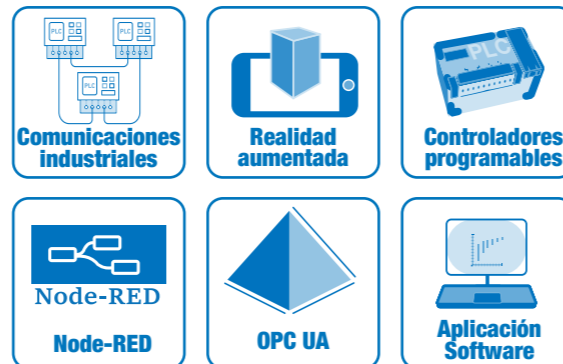 PLC
PLC
PLC
Comunicaciones
industriales
Realidad
aumentada
PLC
Controladores
programables
Node-RED
Node-RED
OPC UA
Aplicación
Software